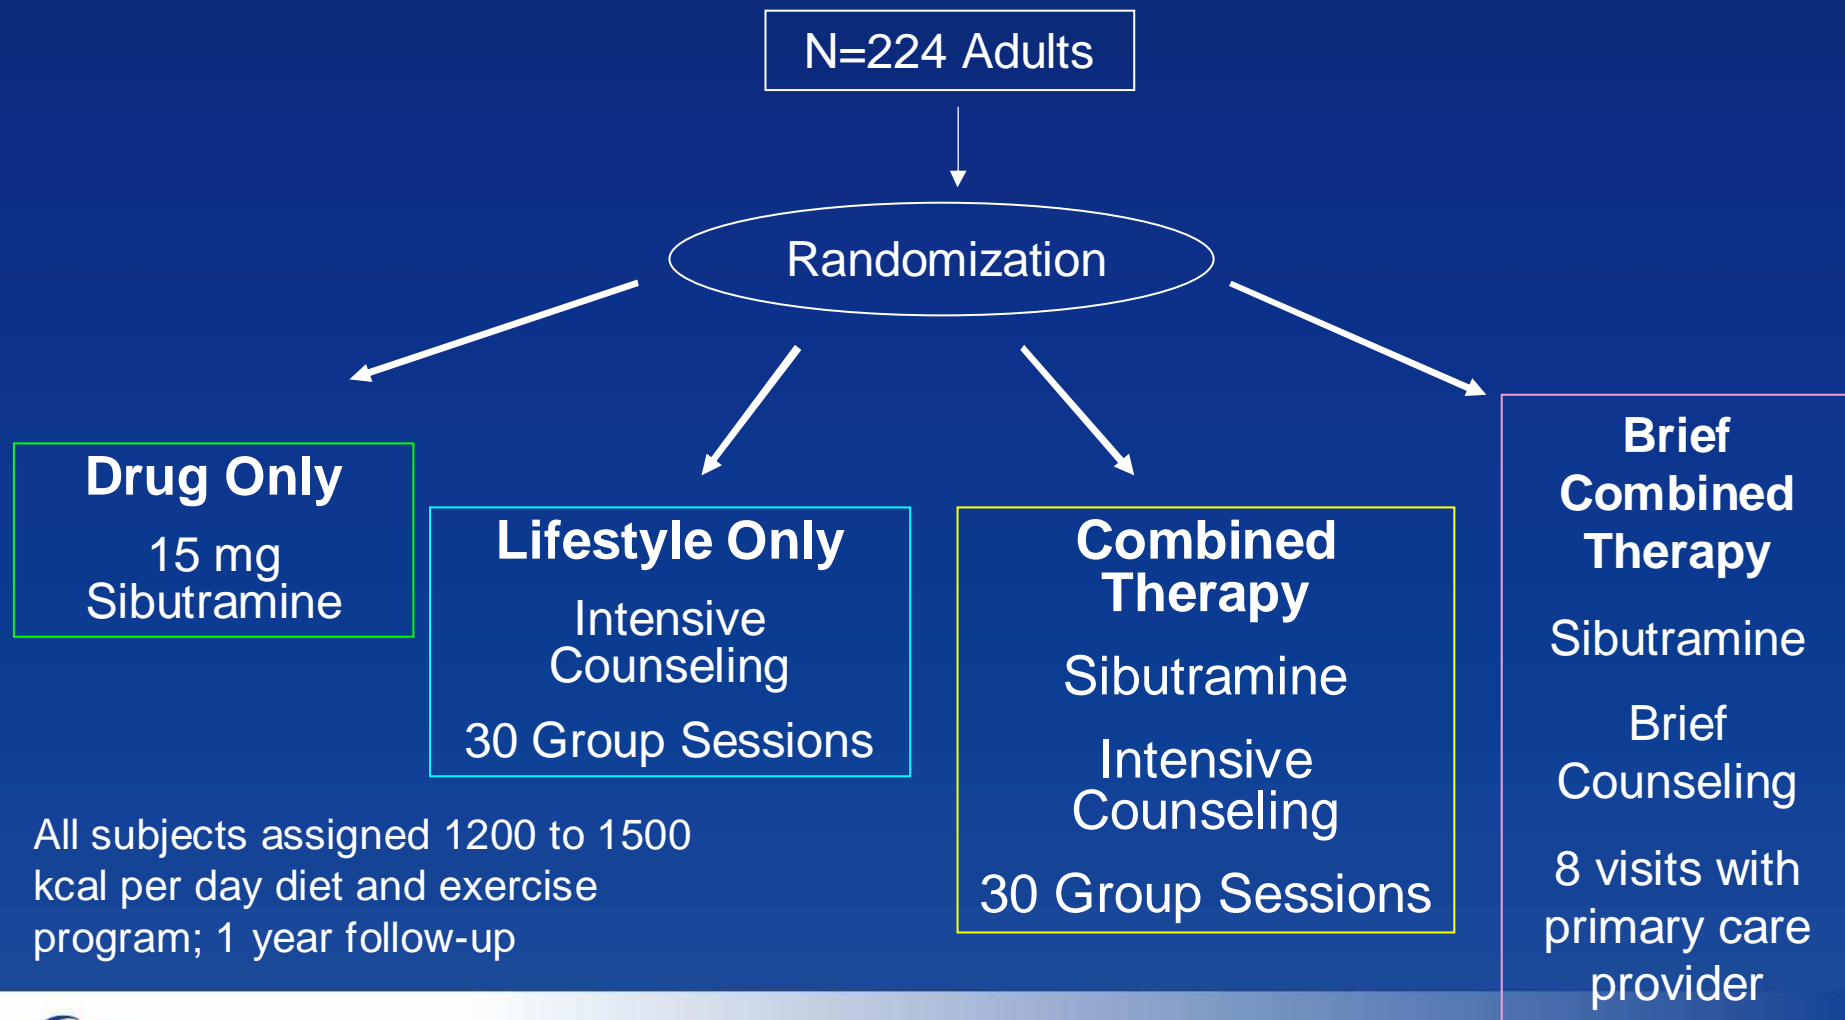 N=224 Adults
Randomization
Drug Only
15 mg
Sibutramine
Lifestyle Only
Intensive
Counseling
30 Group Sessions
Combined
Therapy
Sibutramine
Intensive
Counseling
30 Group Sessions
Brief
Combined
Therapy
Sibutramine
Brief
Counseling
8 visits with
primary care
provider
All subjects assigned 1200 to 1500
kcal per day diet and exercise
program; 1 year follow-up